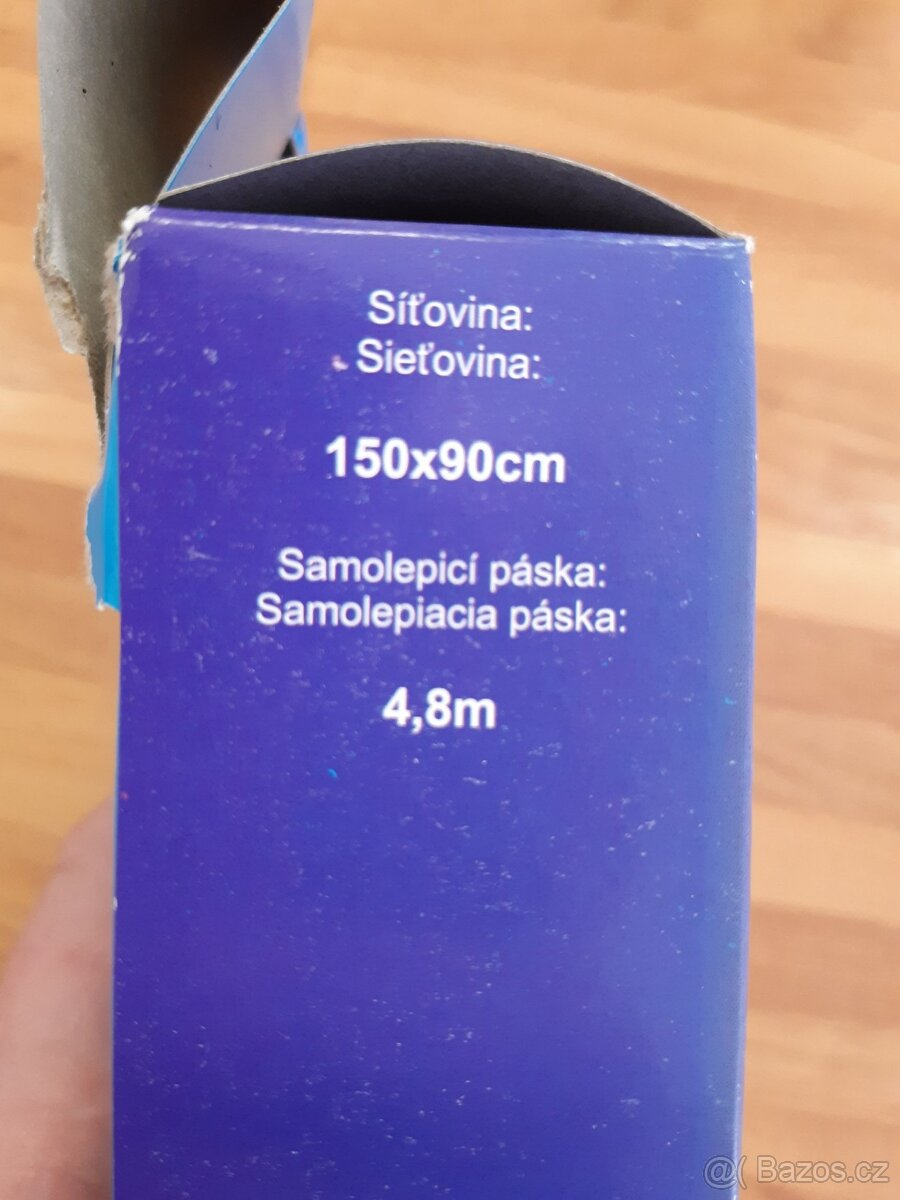 Síťovina:
Sieťovina:
150x90cm
Samolepicí páska:
Samolepiacia páska:
4,8m
@( Bazos.cz